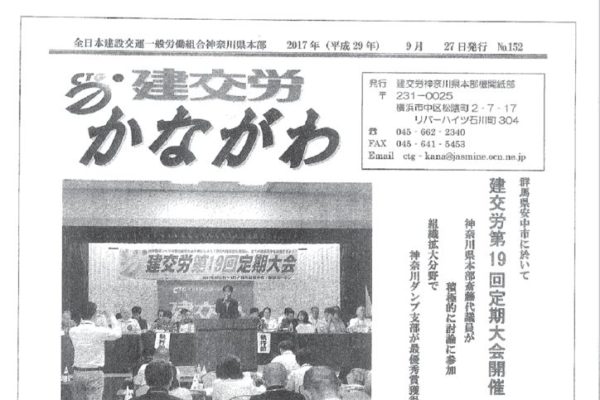 全日本建設交運一般労働組合神奈川県本部 2017年(平成29年) 9月 27日発行 No.152
CTG
建交労
かながわ
発行 建交労神奈川県本部機関紙部
〒 231-0025
横浜市中区松蔭町2-7-17
リバーハイツ石川町304
☎ 045-662-2340
FAX 045-641-5453
Email ctg-kana@jasmine.ocn.ne.jp
群馬県安中市に於いて
建交労第19回定期大会開催
神奈川県本部斎藤代議員が
積極的に討論に参加
組織拡大分野で
神奈川ダンプ支部が最優秀賞獲得
建交労第19回定期大会